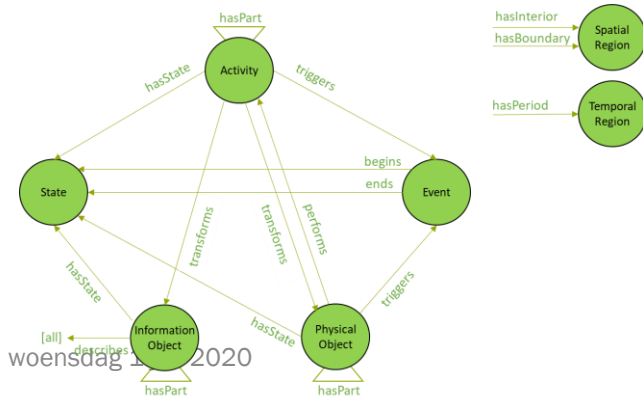 hasPart
Activity
hasState
triggers
hasInterior
hasBoundary
Spatial
Region
hasPeriod
Temporal
Region
begins
ends
State
Event
transforms
transforms
performs
hasState
hasState
triggers
Information
Object
Physical
Object
[all]
describes
woensdag 2020
hasPart
hasPart